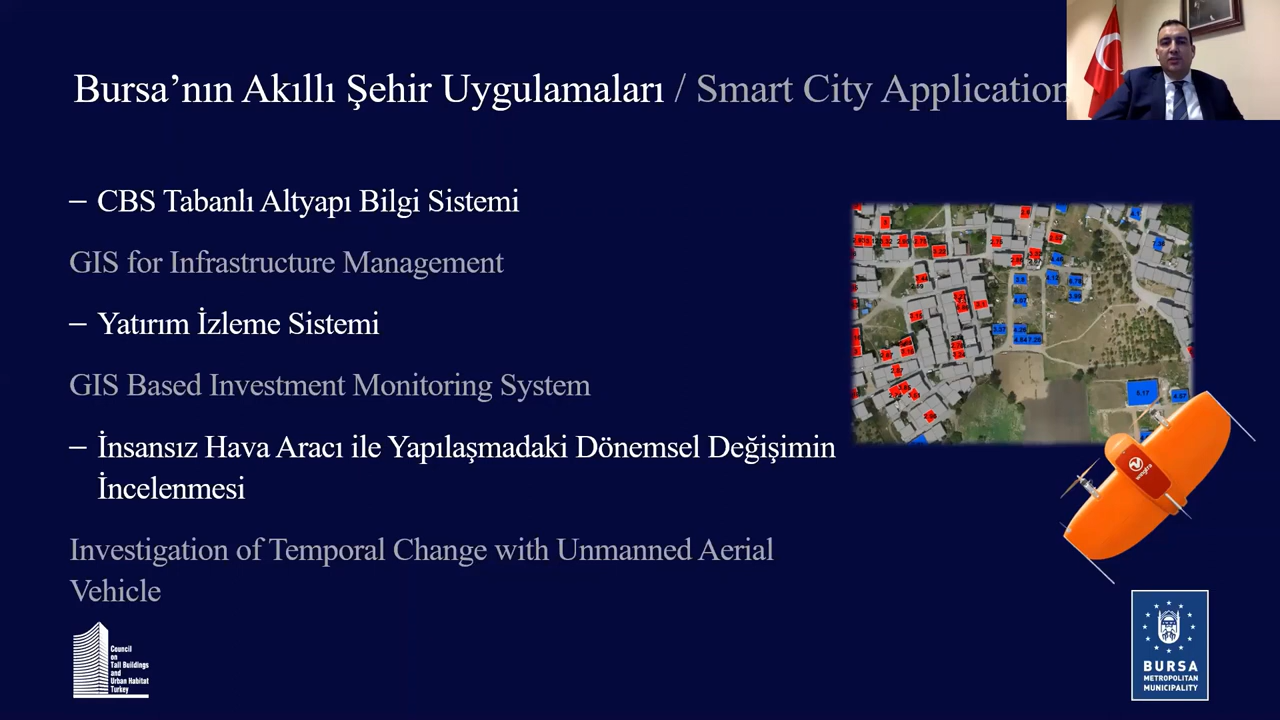 Bursa’nın Akıllı Şehir Uygulamaları / Smart City Application
– CBS Tabanlı Altyapı Bilgi Sistemi
GIS for Infrastructure Management
– Yatırım İzleme Sistemi
GIS Based Investment Monitoring System
– İnsansız Hava Aracı ile Yapılaşmadaki Dönemsel Değişimin
İncelenmesi
Investigation of Temporal Change with Unmanned Aerial
Vehicle
wingtra
Council
on
Tall Buildings
and
Urban Habitat
Turkey
BURSA
METROPOLITAN
MUNICIPALITY